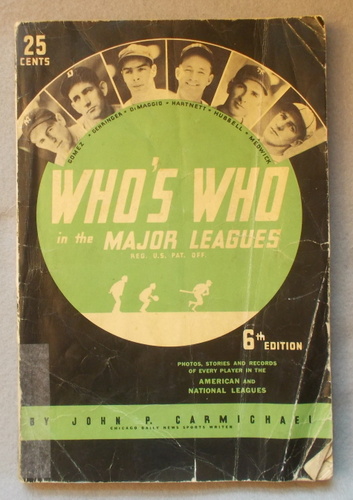 25
CENTS
GOMEZ • GEHRINGER • DiMAGGIO • HARTNETT • HUBBELL • MEDWICK
WHO'S WHO
in the MAJOR LEAGUES
REG. U.S. PAT. OFF.
6th EDITION
PHOTOS, STORIES AND RECORDS
OF EVERY PLAYER IN THE
AMERICAN AND
NATIONAL LEAGUES
BY JOHN P. CARMICHAEL
CHICAGO DAILY NEWS SPORTS WRITER